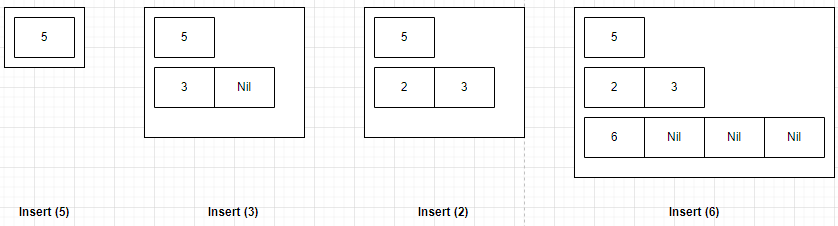 5
5
5
5
3 Nil
2 3
2 3
6 Nil Nil Nil
Insert (5)
Insert (3)
Insert (2)
Insert (6)